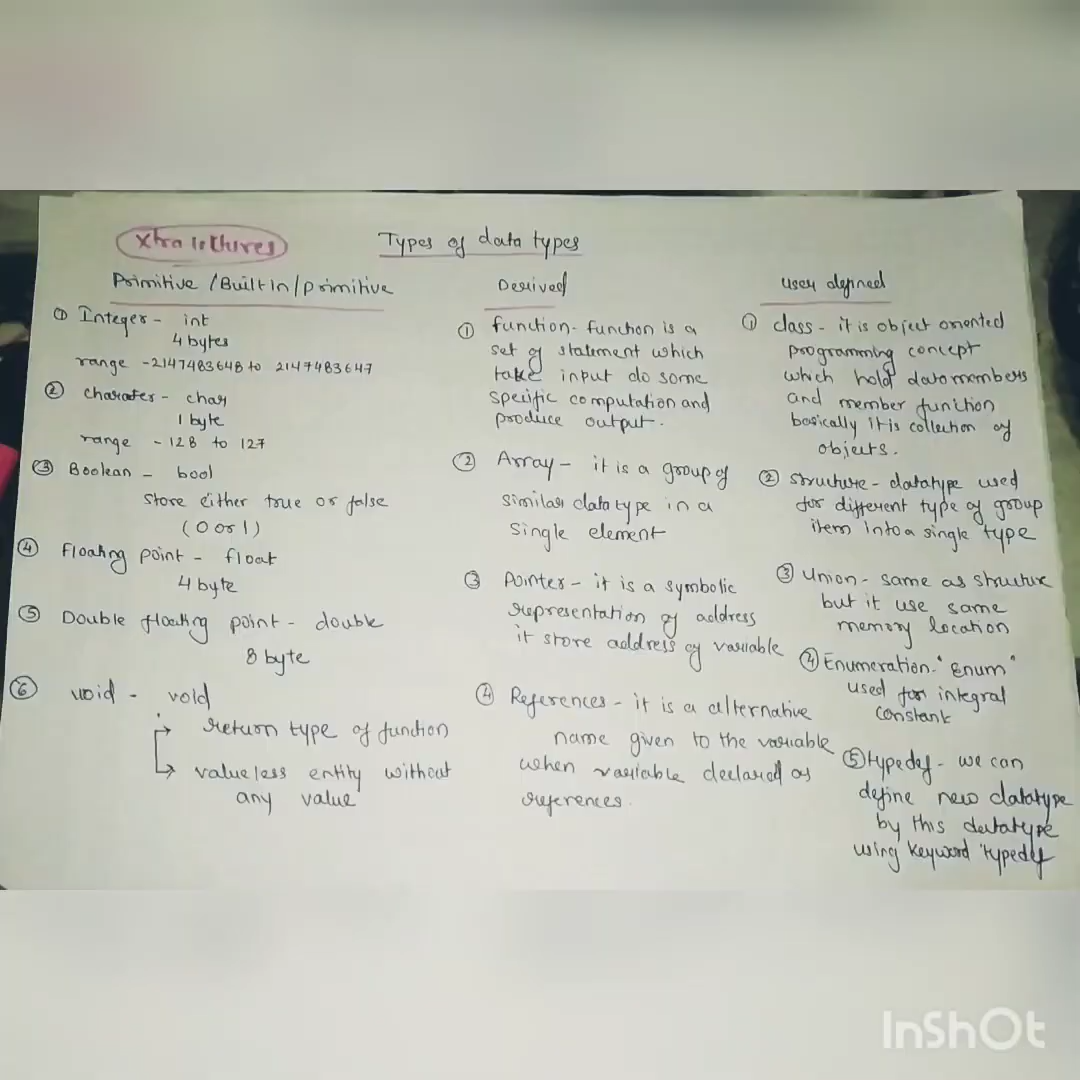 Xtra lectures
Types of data types
Primitive / Built In / primitive
① Integer - int
4 bytes
range -2147483648 to 2147483647
② charater - char
1 byte
range -128 to 127
③ Boolean - bool
store either true or false
(0 or 1)
④ Floating point - float
4 byte
⑤ Double floating point - double
8 byte
⑥ void - void
return type of function
valueless entity without
any value
Derived
① function - function is a
set of statement which
take input do some
specific computation and
produce output.
② Array - it is a group of
similar datatype in a
single element
③ Pointer - it is a symbolic
representation of address
it store address of variable
④ References - it is a alternative
name given to the variable
when variable declared as
references.
user defined
① class - it is object oriented
programming concept
which hold datamembers
and member function
basically it is collection of
objects.
② structure - datatype used
for different type of group
item into a single type
③ Union - same as structure
but it use same
memory location
④ Enumeration - "enum"
used for integral
constant
⑤ typedef - we can
define new datatype
by this datatype
using keyword 'typedef
InShOt